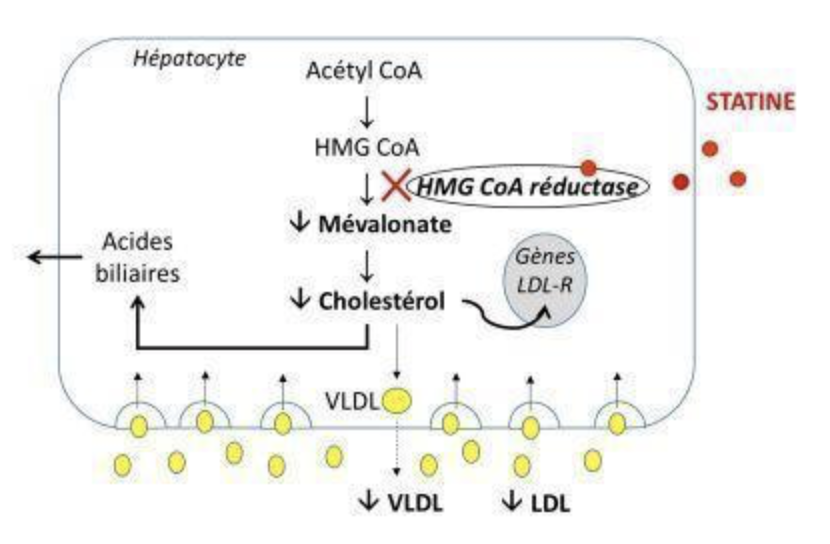 Hépatocyte
Acétyl CoA
STATINE
HMG CoA
HMG CoA réductase
↓ Mévalonate
Acides
biliaires
Gènes
LDL-R
↓ Cholestérol
VLDL
↓ VLDL
↓ LDL